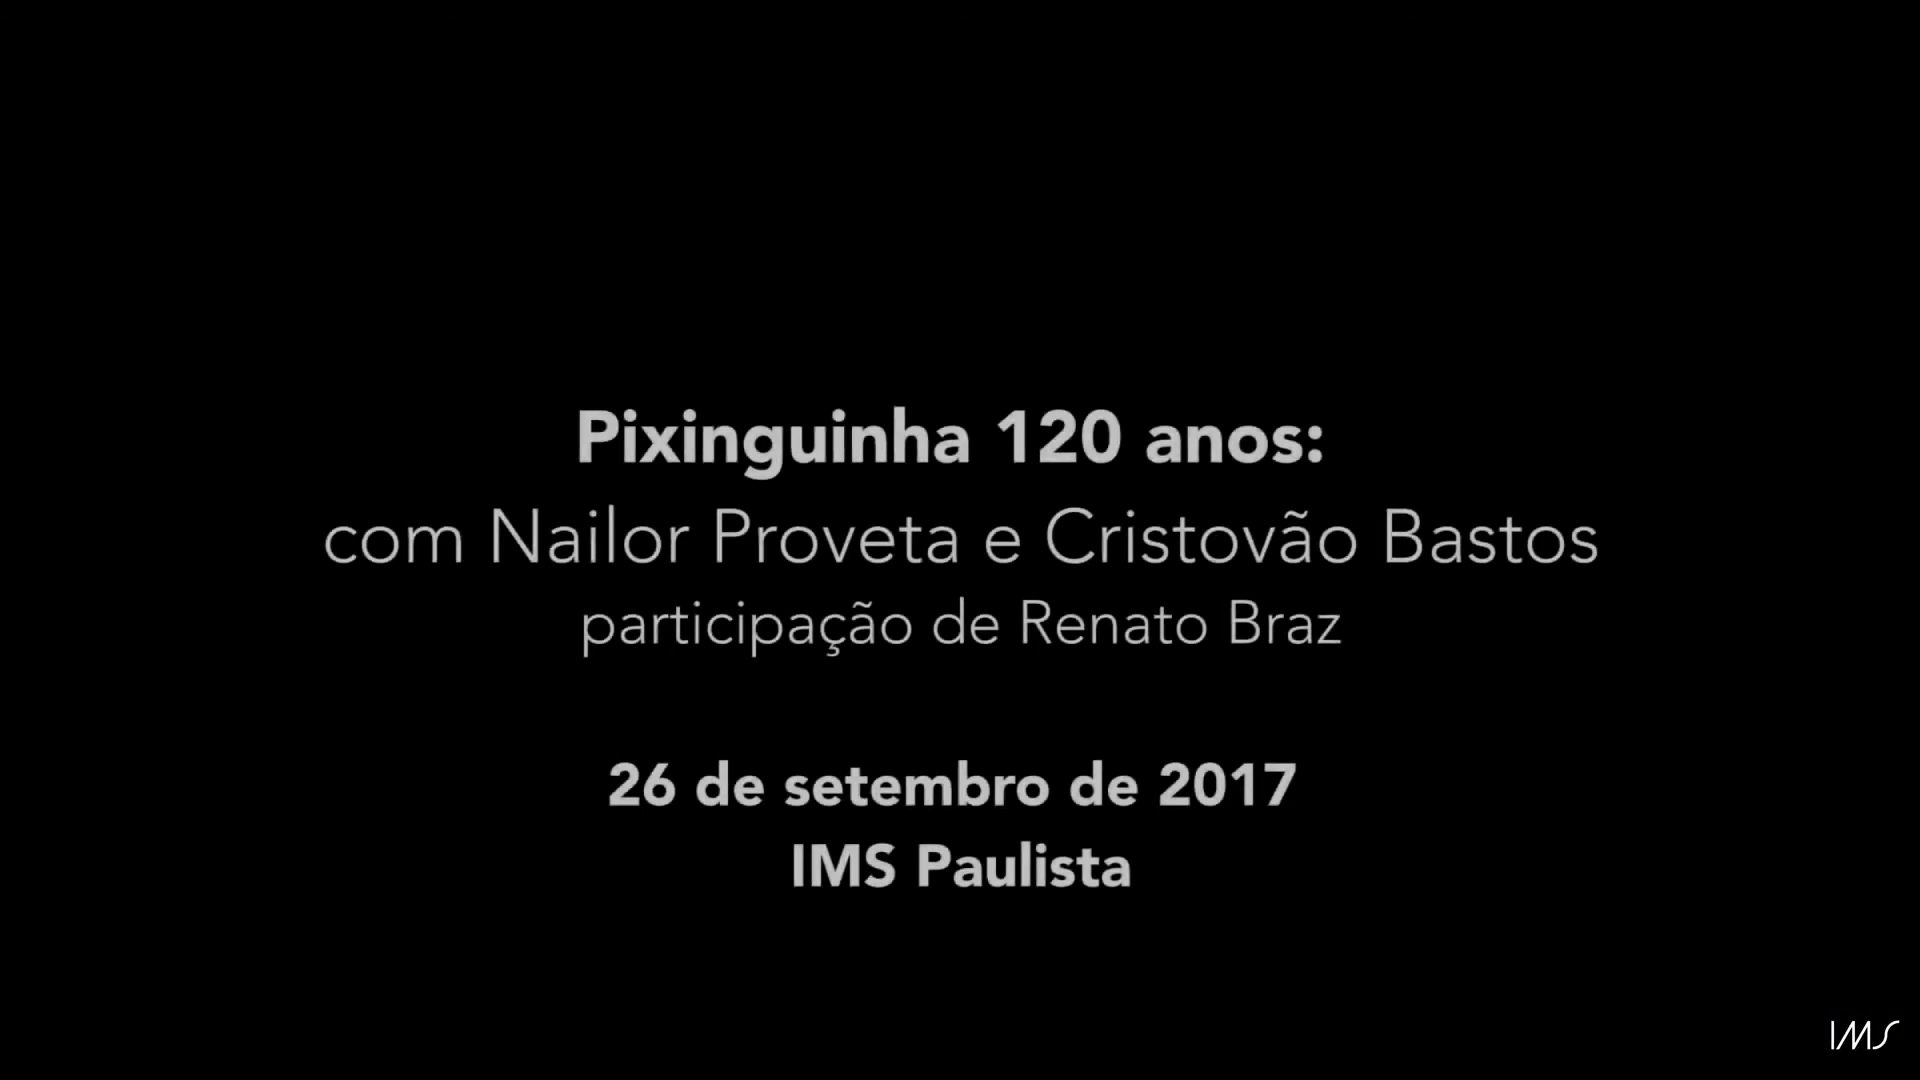 Pixinguinha 120 anos:
com Nailor Proveta e Cristovão Bastos
participação de Renato Braz
26 de setembro de 2017
IMS Paulista
IMS